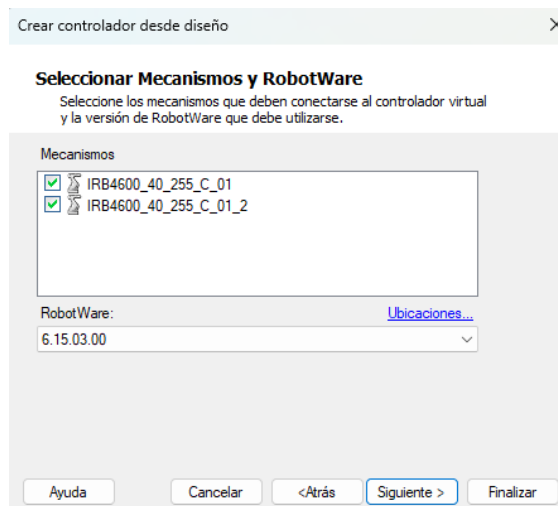 Crear controlador desde diseño
Seleccionar Mecanismos y RobotWare
Seleccione los mecanismos que deben conectarse al controlador virtual
y la versión de RobotWare que debe utilizarse.
Mecanismos
IRB4600_40_255_C_01
IRB4600_40_255_C_01_2
RobotWare: Ubicaciones...
6.15.03.00
Ayuda Cancelar <Atrás Siguiente > Finalizar